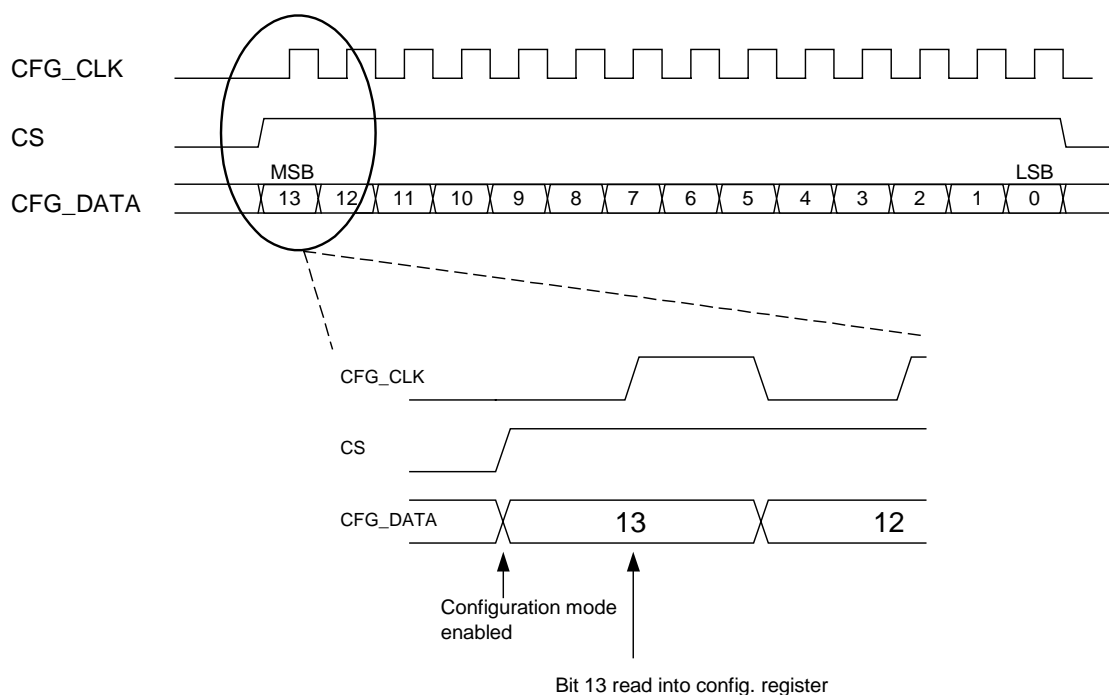 CFG_CLK
CS
MSB LSB
CFG_DATA 13 12 11 10 9 8 7 6 5 4 3 2 1 0
CFG_CLK
CS
CFG_DATA 13 12
Configuration mode
enabled
Bit 13 read into config. register